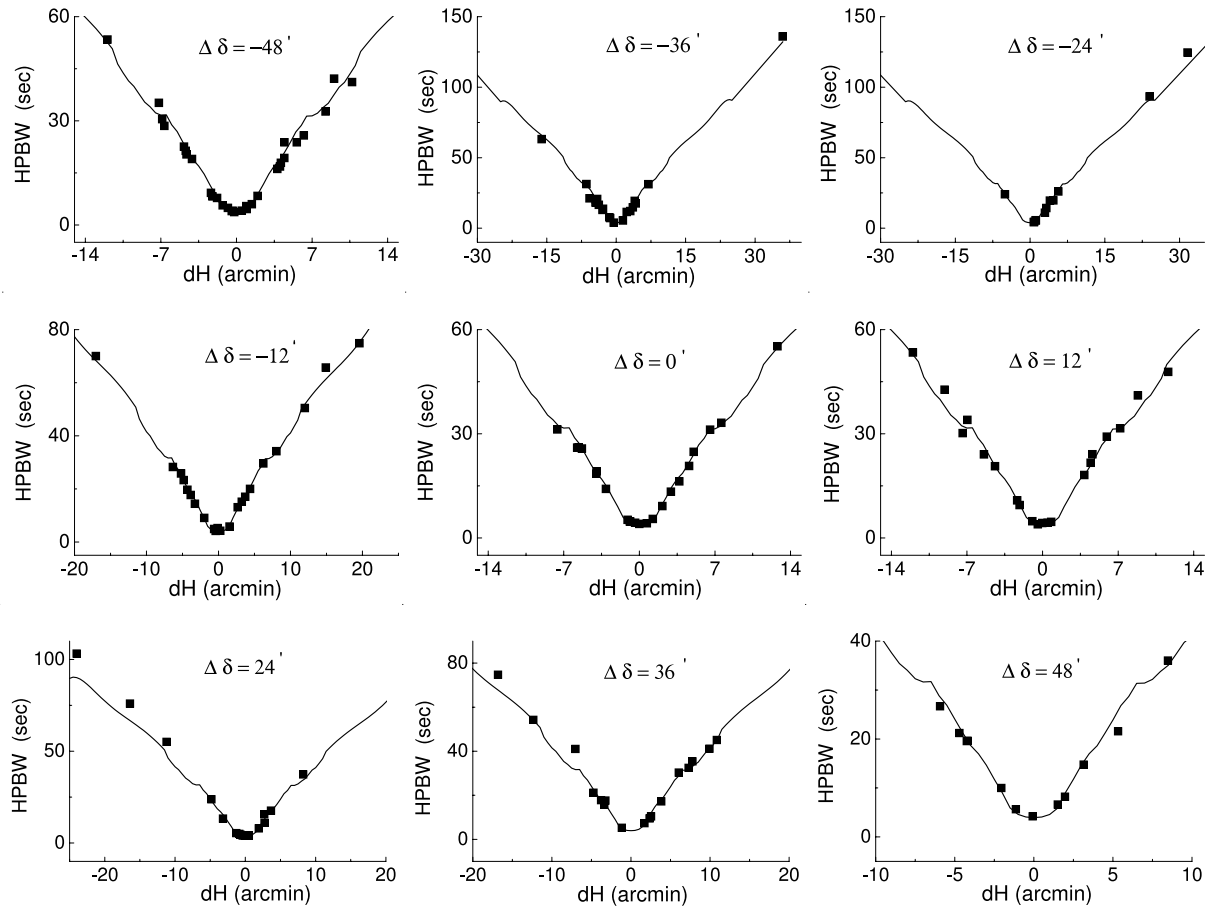 60
30
0
HPBW (sec)
Δ δ = −48 '
-14 -7 0 7 14
dH (arcmin)
150
100
50
0
HPBW (sec)
Δ δ = −36 '
-30 -15 0 15 30
dH (arcmin)
150
100
50
0
HPBW (sec)
Δ δ = −24 '
-30 -15 0 15 30
dH (arcmin)
80
40
0
HPBW (sec)
Δ δ = −12 '
-20 -10 0 10 20
dH (arcmin)
60
30
0
HPBW (sec)
Δ δ = 0 '
-14 -7 0 7 14
dH (arcmin)
60
30
0
HPBW (sec)
Δ δ = 12 '
-14 -7 0 7 14
dH (arcmin)
100
50
0
HPBW (sec)
Δ δ = 24 '
-20 -10 0 10 20
dH (arcmin)
80
40
0
HPBW (sec)
Δ δ = 36 '
-20 -10 0 10 20
dH (arcmin)
40
20
0
HPBW (sec)
Δ δ = 48 '
-10 -5 0 5 10
dH (arcmin)